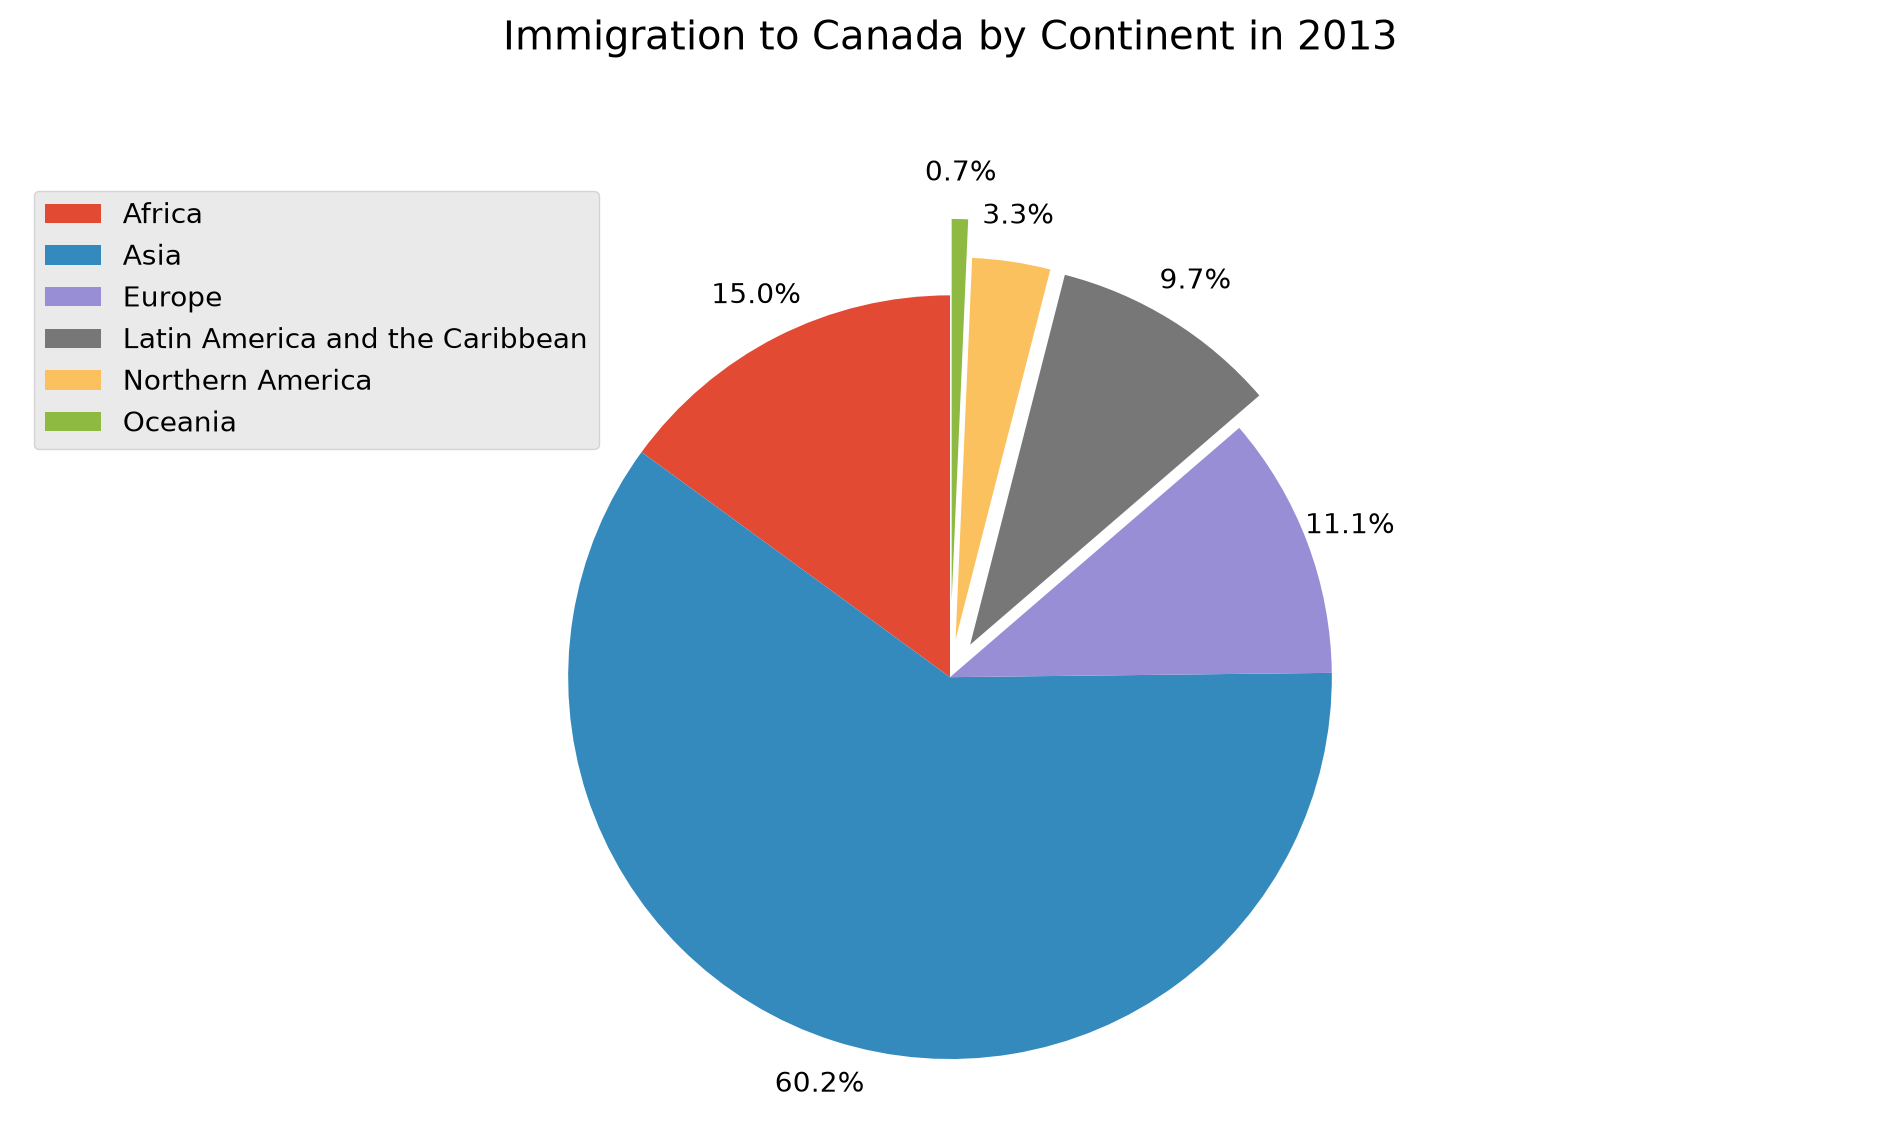 Immigration to Canada by Continent in 2013
0.7%
3.3%
9.7%
15.0%
11.1%
60.2%
Africa
Asia
Europe
Latin America and the Caribbean
Northern America
Oceania